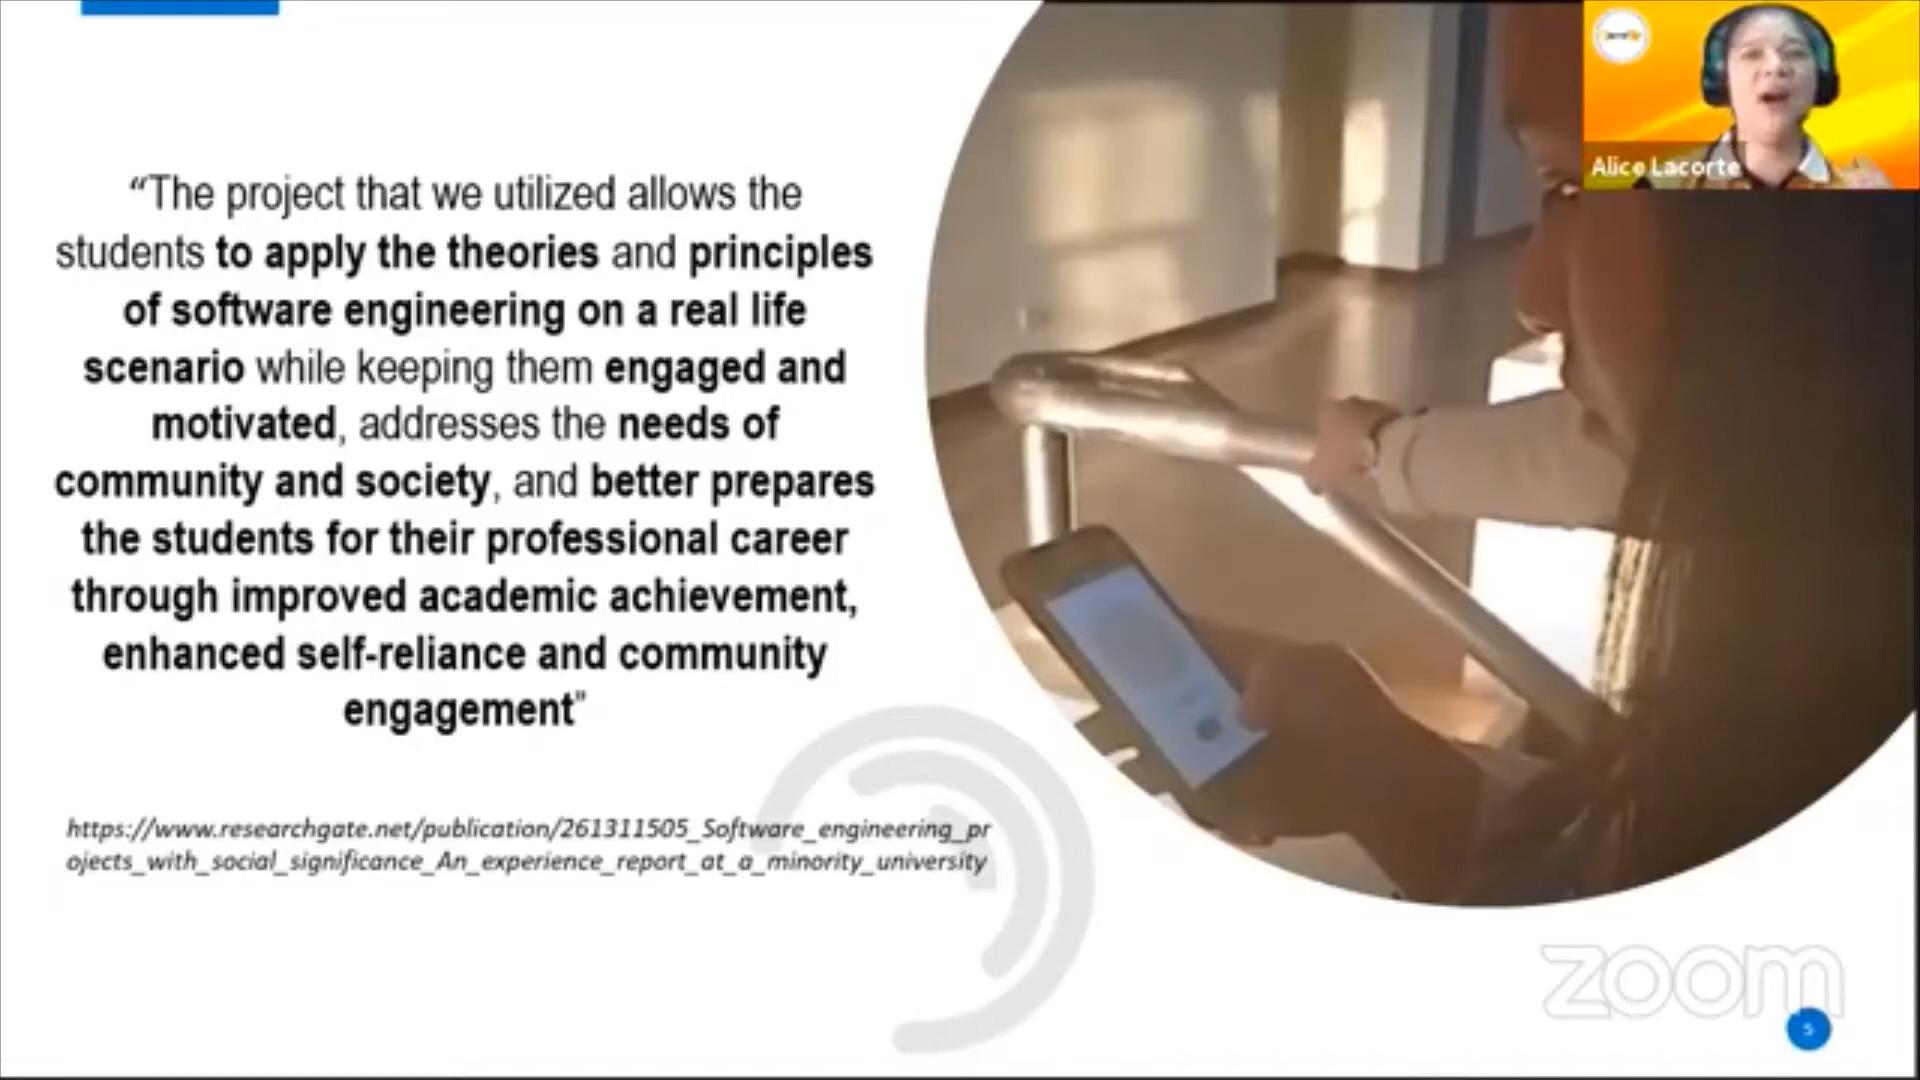 Alice Lacorte
“The project that we utilized allows the
students to apply the theories and principles
of software engineering on a real life
scenario while keeping them engaged and
motivated, addresses the needs of
community and society, and better prepares
the students for their professional career
through improved academic achievement,
enhanced self-reliance and community
engagement”
https://www.researchgate.net/publication/261311505_Software_engineering_pr
ojects_with_social_significance_An_experience_report_at_a_minority_university
zoom
5